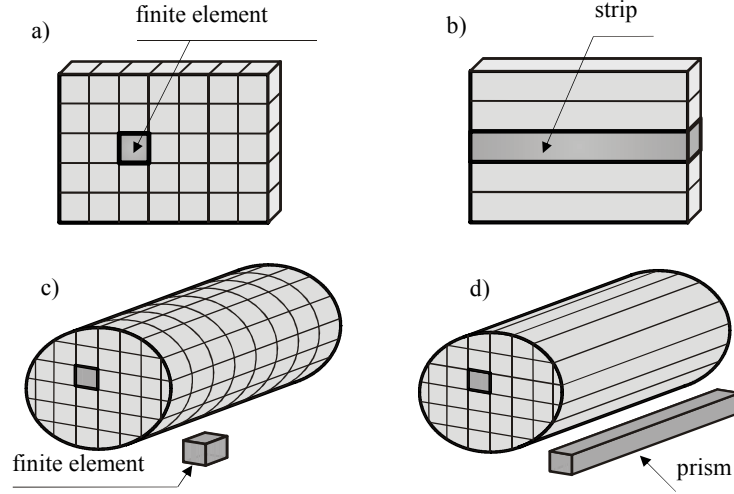 a)
finite element
b)
strip
c)
finite element
d)
prism